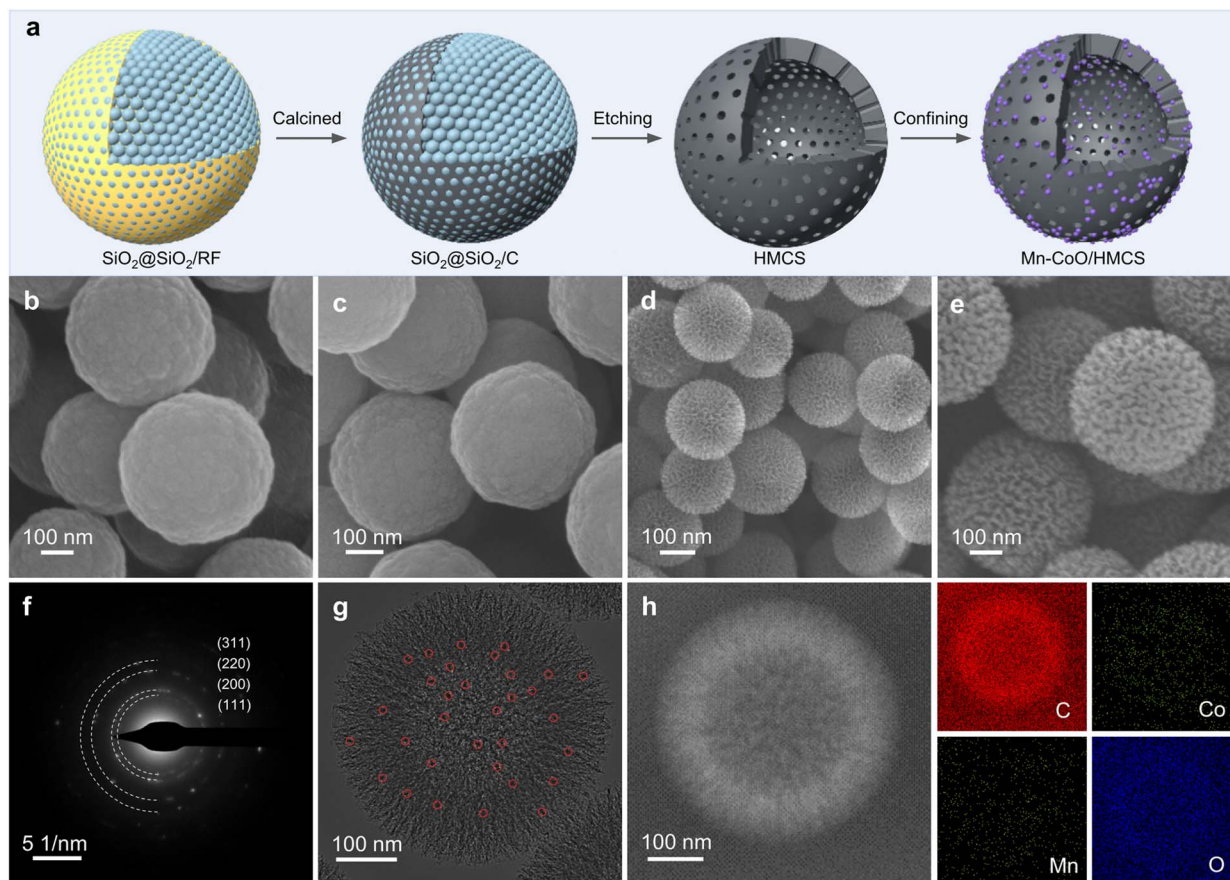 a
Calcined
Etching
Confining
SiO₂@SiO₂/RF
SiO₂@SiO₂/C
HMCS
Mn-CoO/HMCS
b
100 nm
c
100 nm
d
100 nm
e
100 nm
f
(311)
(220)
(200)
(111)
5 1/nm
g
100 nm
h
100 nm
C
Co
Mn
O